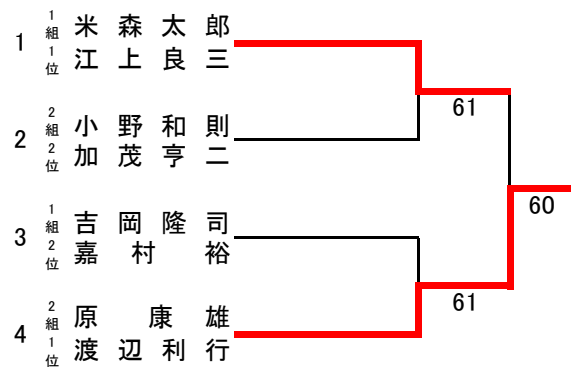 1 1組1位 米森太郎
江上良三
61
2 2組2位 小野和則
加茂亨二
60
3 1組2位 吉岡隆司
嘉村裕
61
4 2組1位 原康雄
渡辺利行